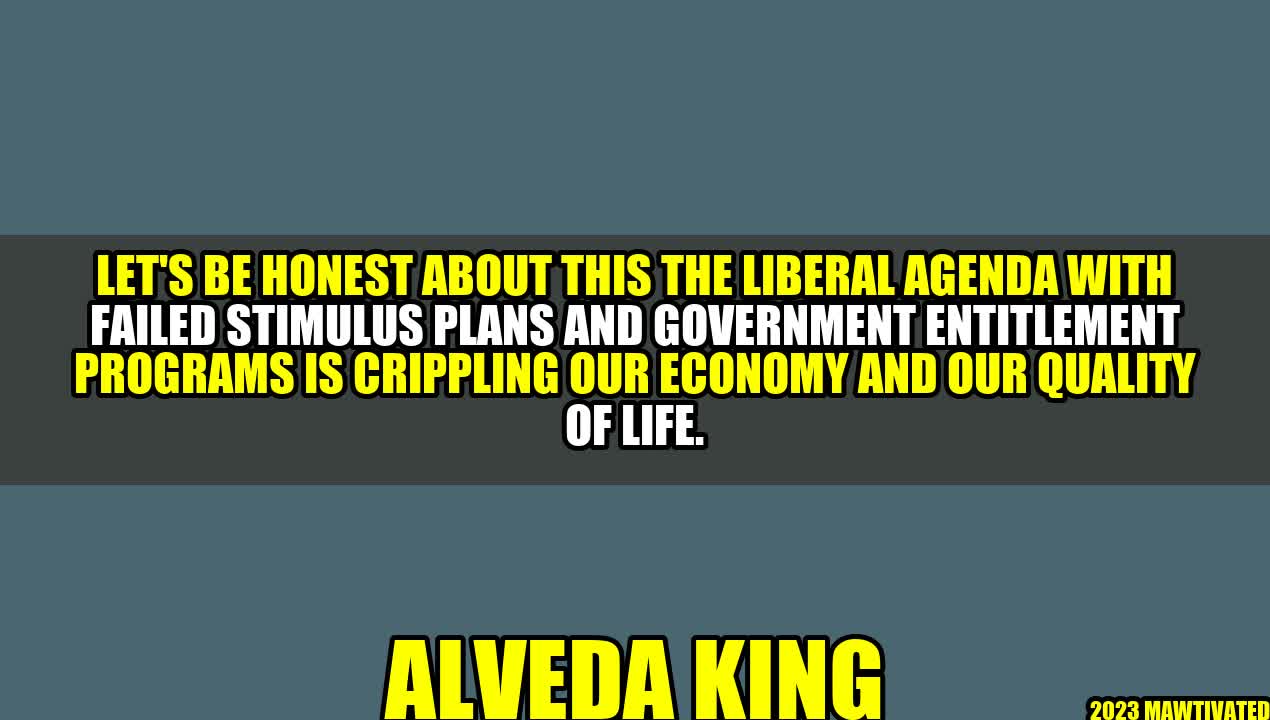 LET'S BE HONEST ABOUT THIS THE LIBERAL AGENDA WITH
FAILED STIMULUS PLANS AND GOVERNMENT ENTITLEMENT
PROGRAMS IS CRIPPLING OUR ECONOMY AND OUR QUALITY
OF LIFE.
ALVEDA KING
2023 MAWTIVATED